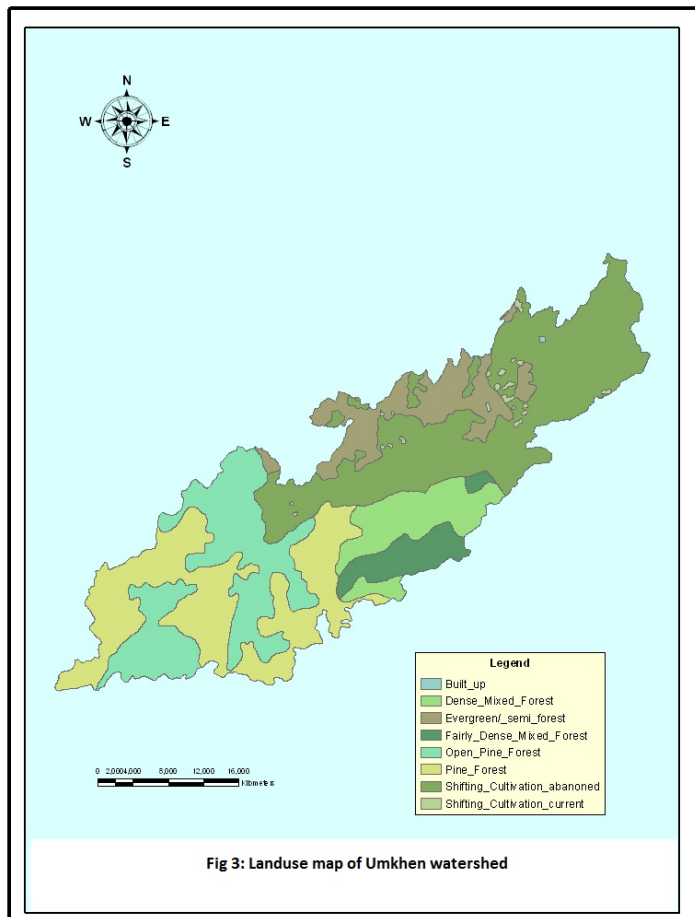 N
W E
S
Legend
Built_up
Dense_Mixed_Forest
Evergreen/_semi_forest
Fairly_Dense_Mixed_Forest
Open_Pine_Forest
Pine_Forest
Shifting_Cultivation_abanoned
Shifting_Cultivation_current
0 2,0004,000 8,000 12,000 16,000
Kilometers
Fig 3: Landuse map of Umkhen watershed